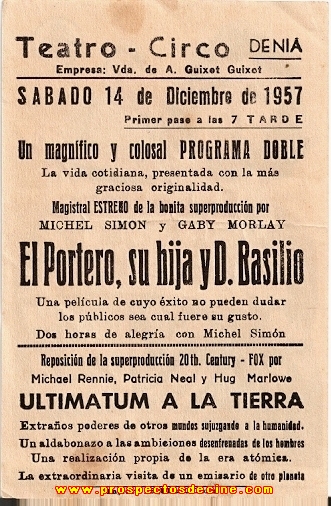 Teatro - Circo DENIA
Empresa: Vda. de A. Guixot Guixot
SABADO 14 de Diciembre de 1957
Primer pase a las 7 TARDE
Un magnífico y colosal PROGRAMA DOBLE
La vida cotidiana, presentada con la más
graciosa originalidad.
Magistral ESTRENO de la bonita superproducción por
MICHEL SIMON y GABY MORLAY
El Portero, su hija y D. Basilio
Una película de cuyo éxito no pueden dudar
los públicos sea cual fuere su gusto.
Dos horas de alegría con Michel Simón
Reposición de la superproducción 20th. Century - FOX por
Michael Rennie, Patricia Neal y Hug Marlowe
ULTIMATUM A LA TIERRA
Extraños poderes de otros mundos sujuzgando a la humanidad.
Un aldabonazo a las ambiciones desenfrenadas de los hombres
Una realización propia de la era atómica.
La extraordinaria visita de un emisario de otro planeta
www.prospectosdecine.com